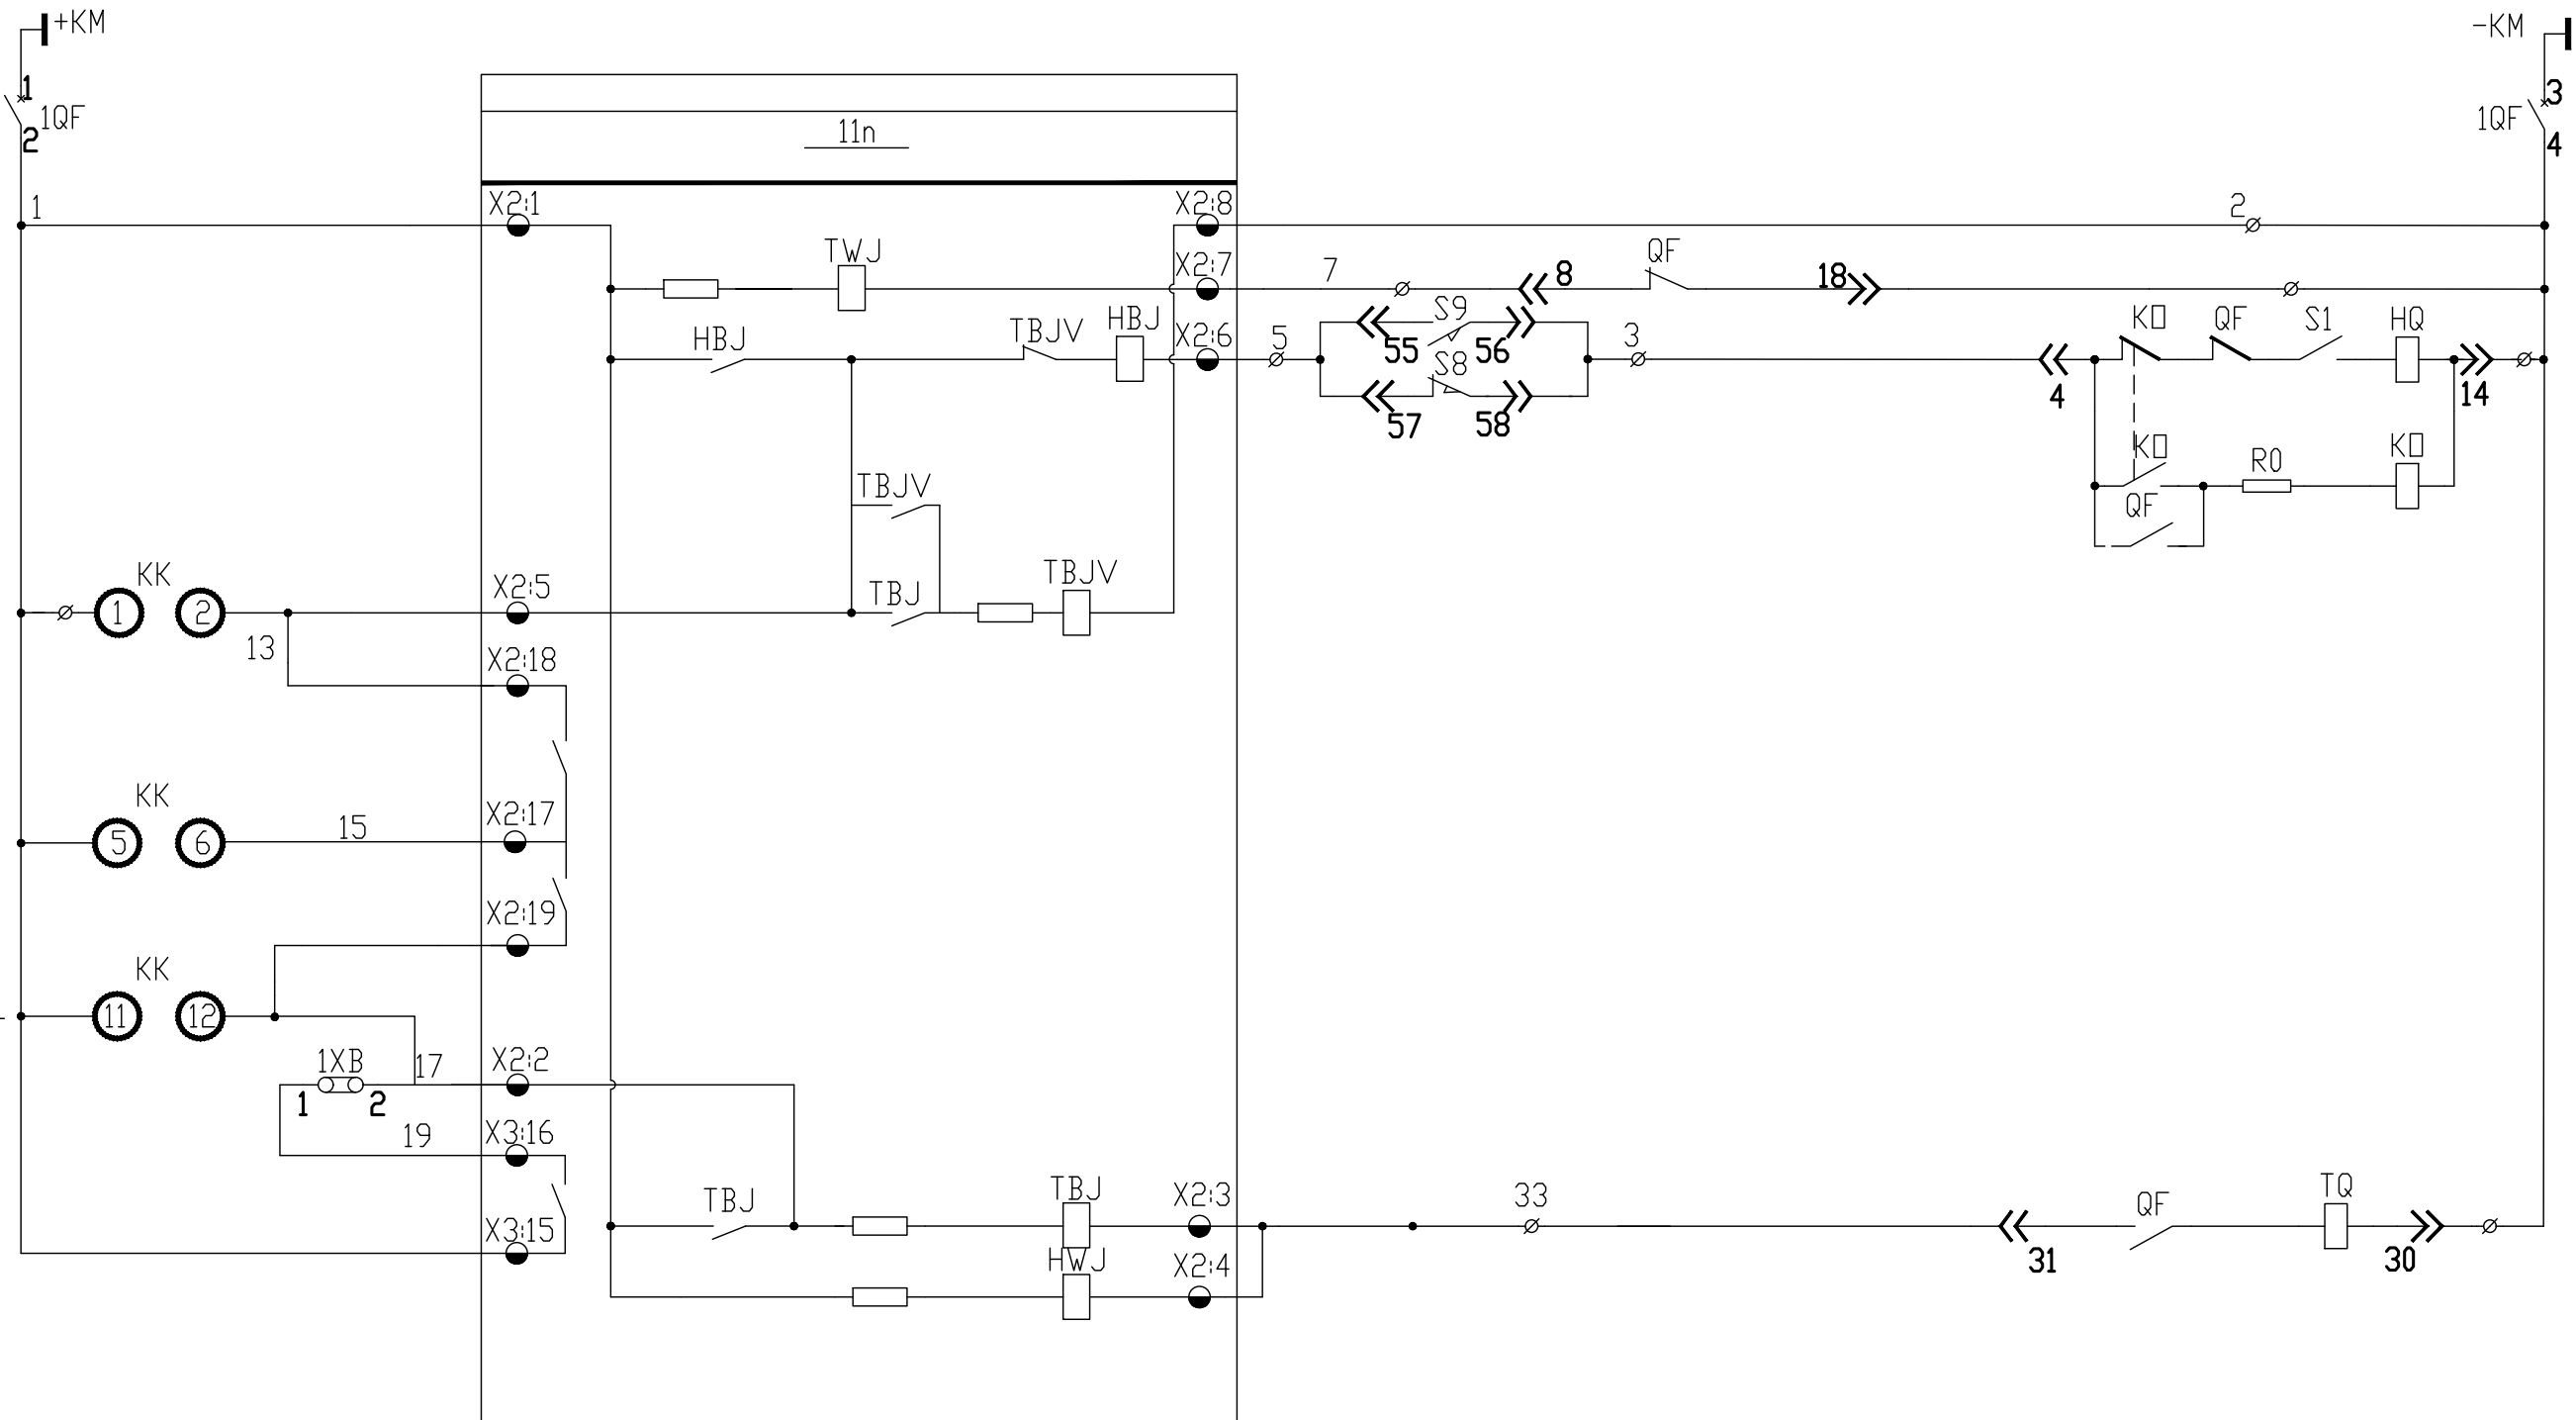 +KM
-KM
1
1QF
2
3
1QF
4
11n
1
X2:1
X2:8
2
TWJ
X2:7
7
8
QF
18
HBJ
TBJV
HBJ
X2:6
5
S9
55
56
S8
57
58
3
4
KO
QF
S1
HQ
14
KO
R0
KO
QF
TBJV
KK
1
2
X2:5
TBJ
TBJV
13
X2:18
KK
5
6
15
X2:17
X2:19
KK
11
12
1XB
17
X2:2
1
2
19
X3:16
X3:15
TBJ
TBJ
X2:3
33
31
QF
TQ
30
HWJ
X2:4